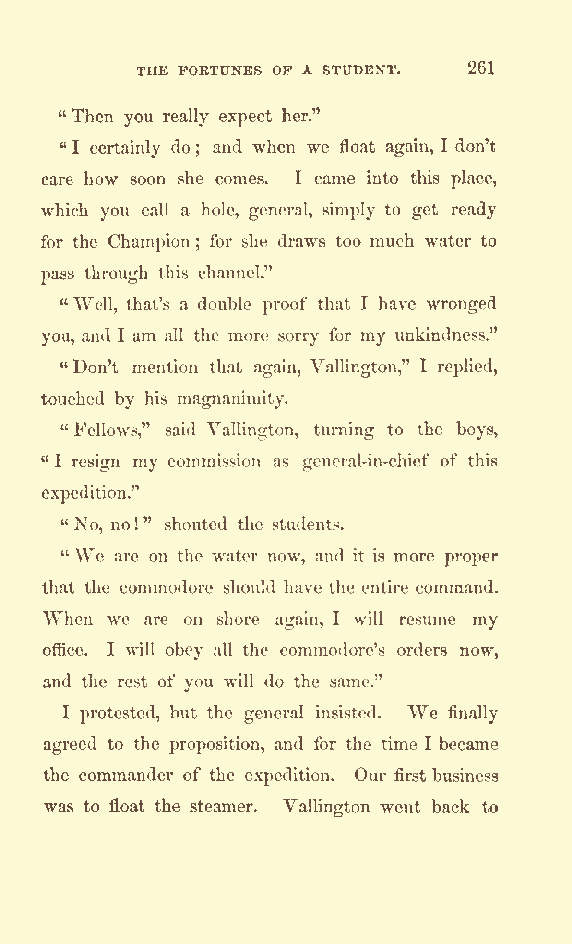 THE FORTUNES OF A STUDENT. 261
"Then you really expect her."
"I certainly do; and when we float again, I don't
care how soon she comes. I came into this place,
which you call a hole, general, simply to get ready
for the Champion; for she draws too much water to
pass through this channel."
"Well, that's a double proof that I have wronged
you, and I am all the more sorry for my unkindness."
"Don't mention that again, Vallington," I replied,
touched by his magnanimity.
"Fellows," said Vallington, turning to the boys,
"I resign my commission as general-in-chief of this
expedition."
"No, no!" shouted the students.
"We are on the water now, and it is more proper
that the commodore should have the entire command.
When we are on shore again, I will resume my
office. I will obey all the commodore's orders now,
and the rest of you will do the same."
I protested, but the general insisted. We finally
agreed to the proposition, and for the time I became
the commander of the expedition. Our first business
was to float the steamer. Vallington went back to